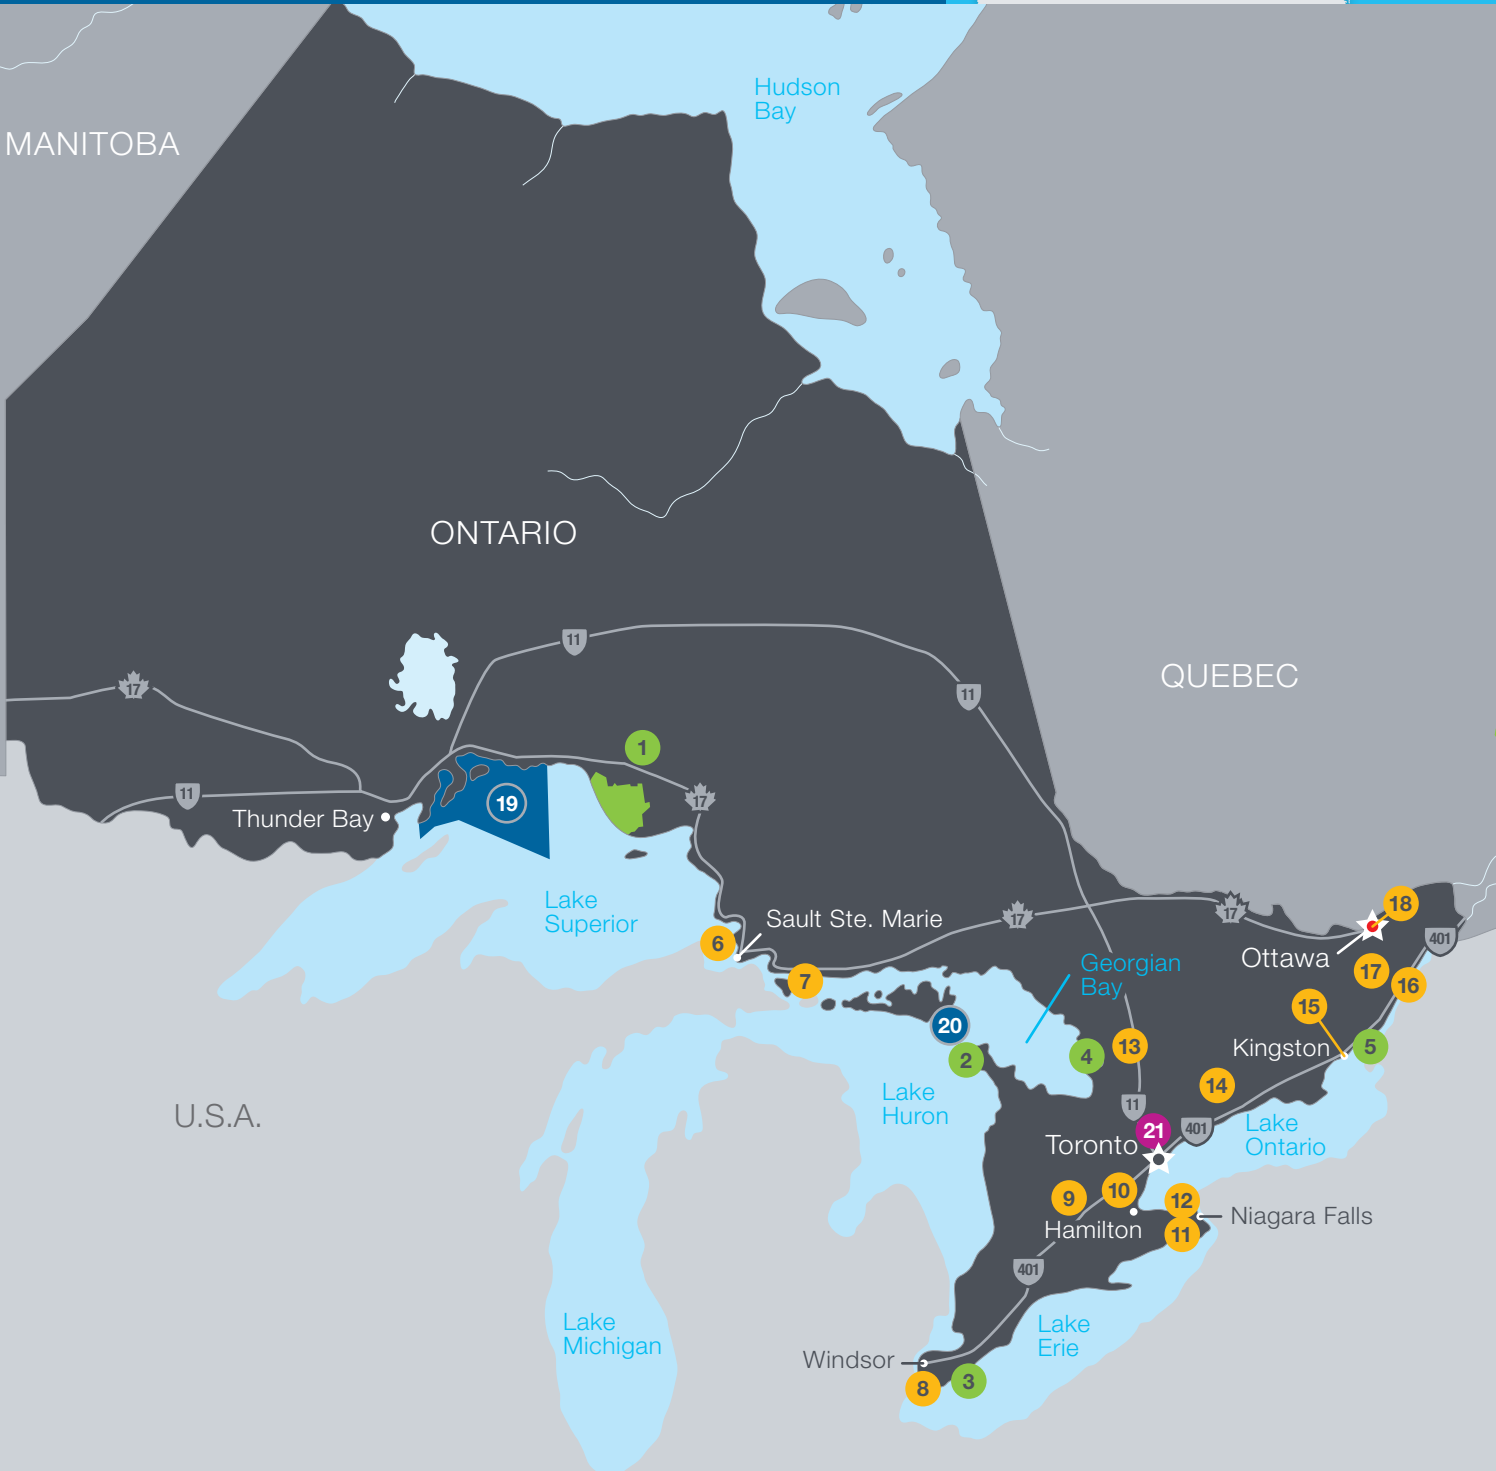 Hudson
Bay
MANITOBA
ONTARIO
11
QUEBEC
17
11
1
11
19
17
Thunder Bay
Lake
Superior
Sault Ste. Marie
17
17
18
6
401
Ottawa
Georgian
Bay
17
7
16
15
20
13
Kingston
5
2
4
14
Lake
Huron
11
U.S.A.
21
401
Lake
Ontario
Toronto
9
10
12
Niagara Falls
Hamilton
11
401
Lake
Michigan
Lake
Erie
Windsor
8
3